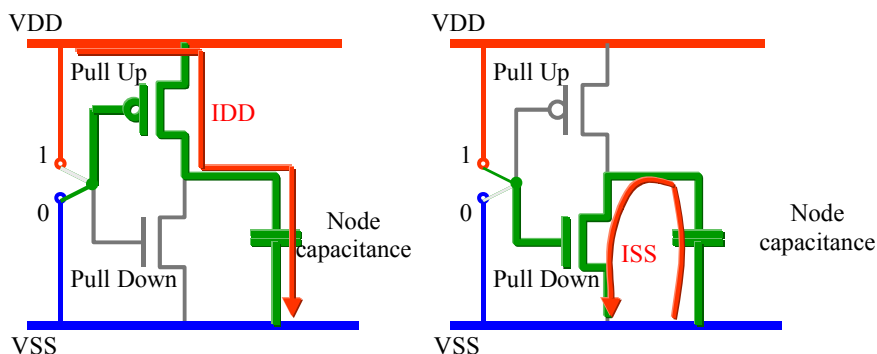 VDD
Pull Up
IDD
1
0
Node
capacitance
Pull Down
VSS
VDD
Pull Up
1
0
Node
capacitance
ISS
Pull Down
VSS